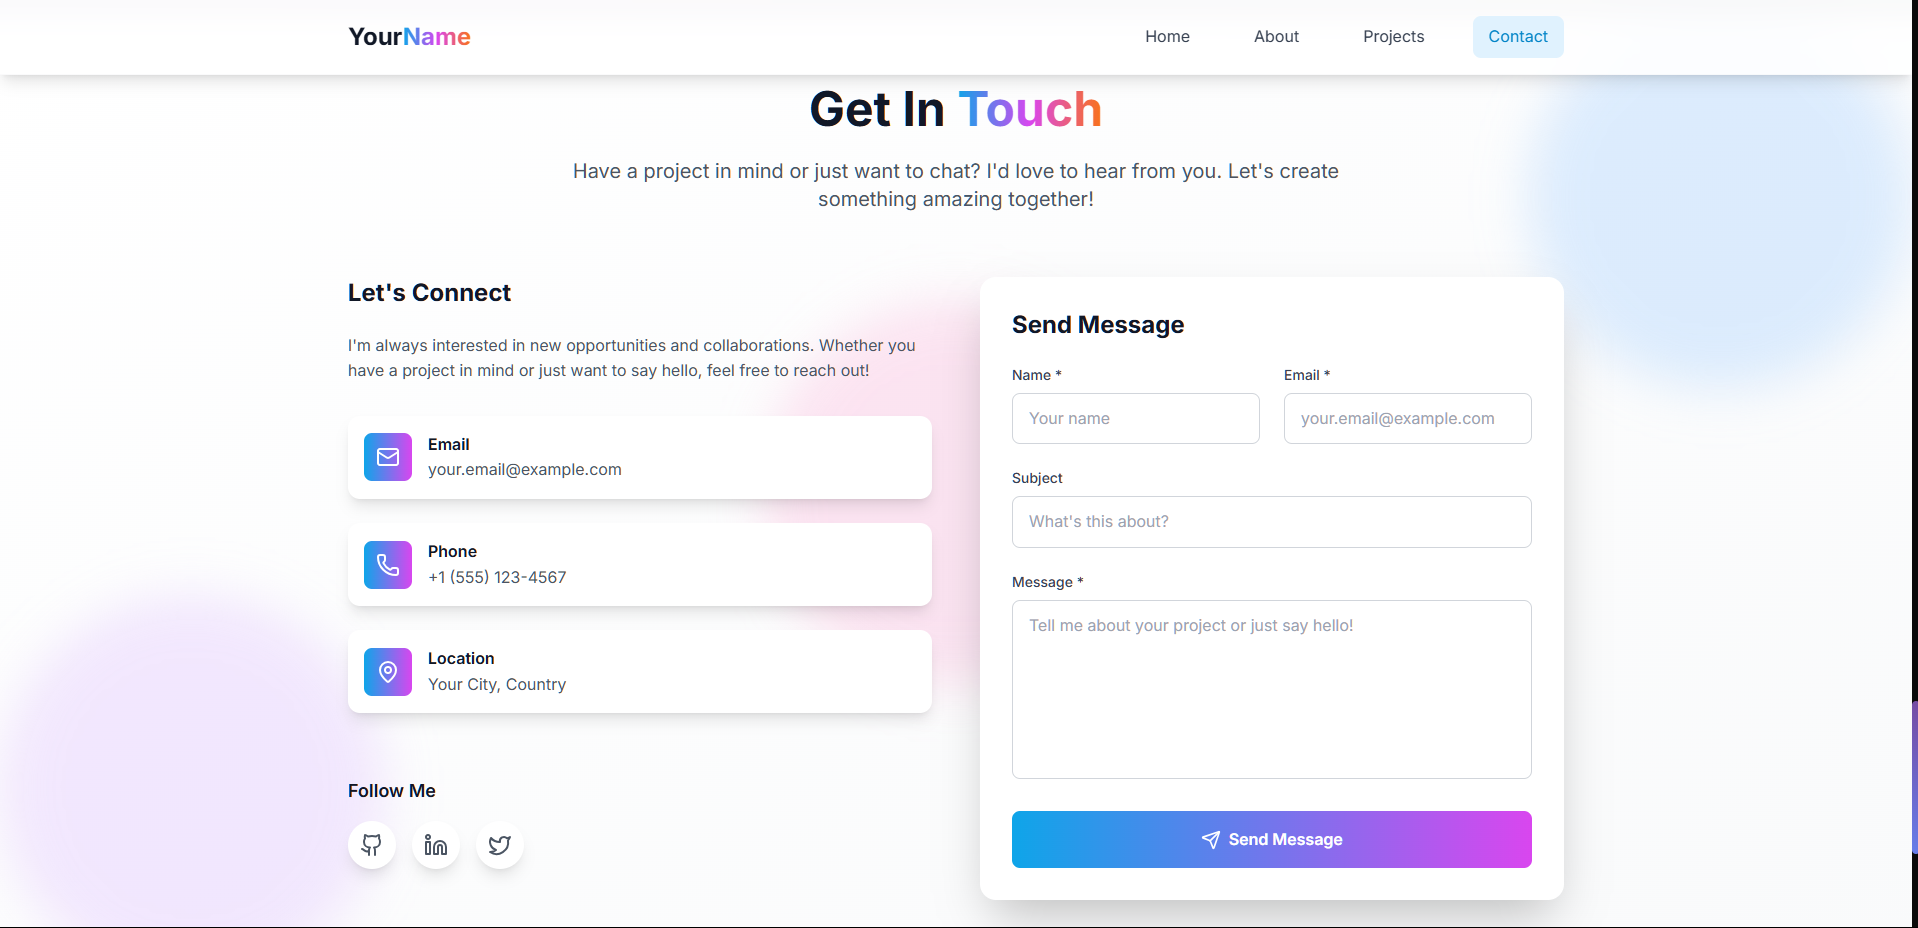 YourName
Home
About
Projects
Contact
Get In Touch
Have a project in mind or just want to chat? I'd love to hear from you. Let's create
something amazing together!
Let's Connect
I'm always interested in new opportunities and collaborations. Whether you
have a project in mind or just want to say hello, feel free to reach out!
Email
your.email@example.com
Phone
+1 (555) 123-4567
Location
Your City, Country
Follow Me
Send Message
Name *
Your name
Email *
your.email@example.com
Subject
What's this about?
Message *
Tell me about your project or just say hello!
Send Message